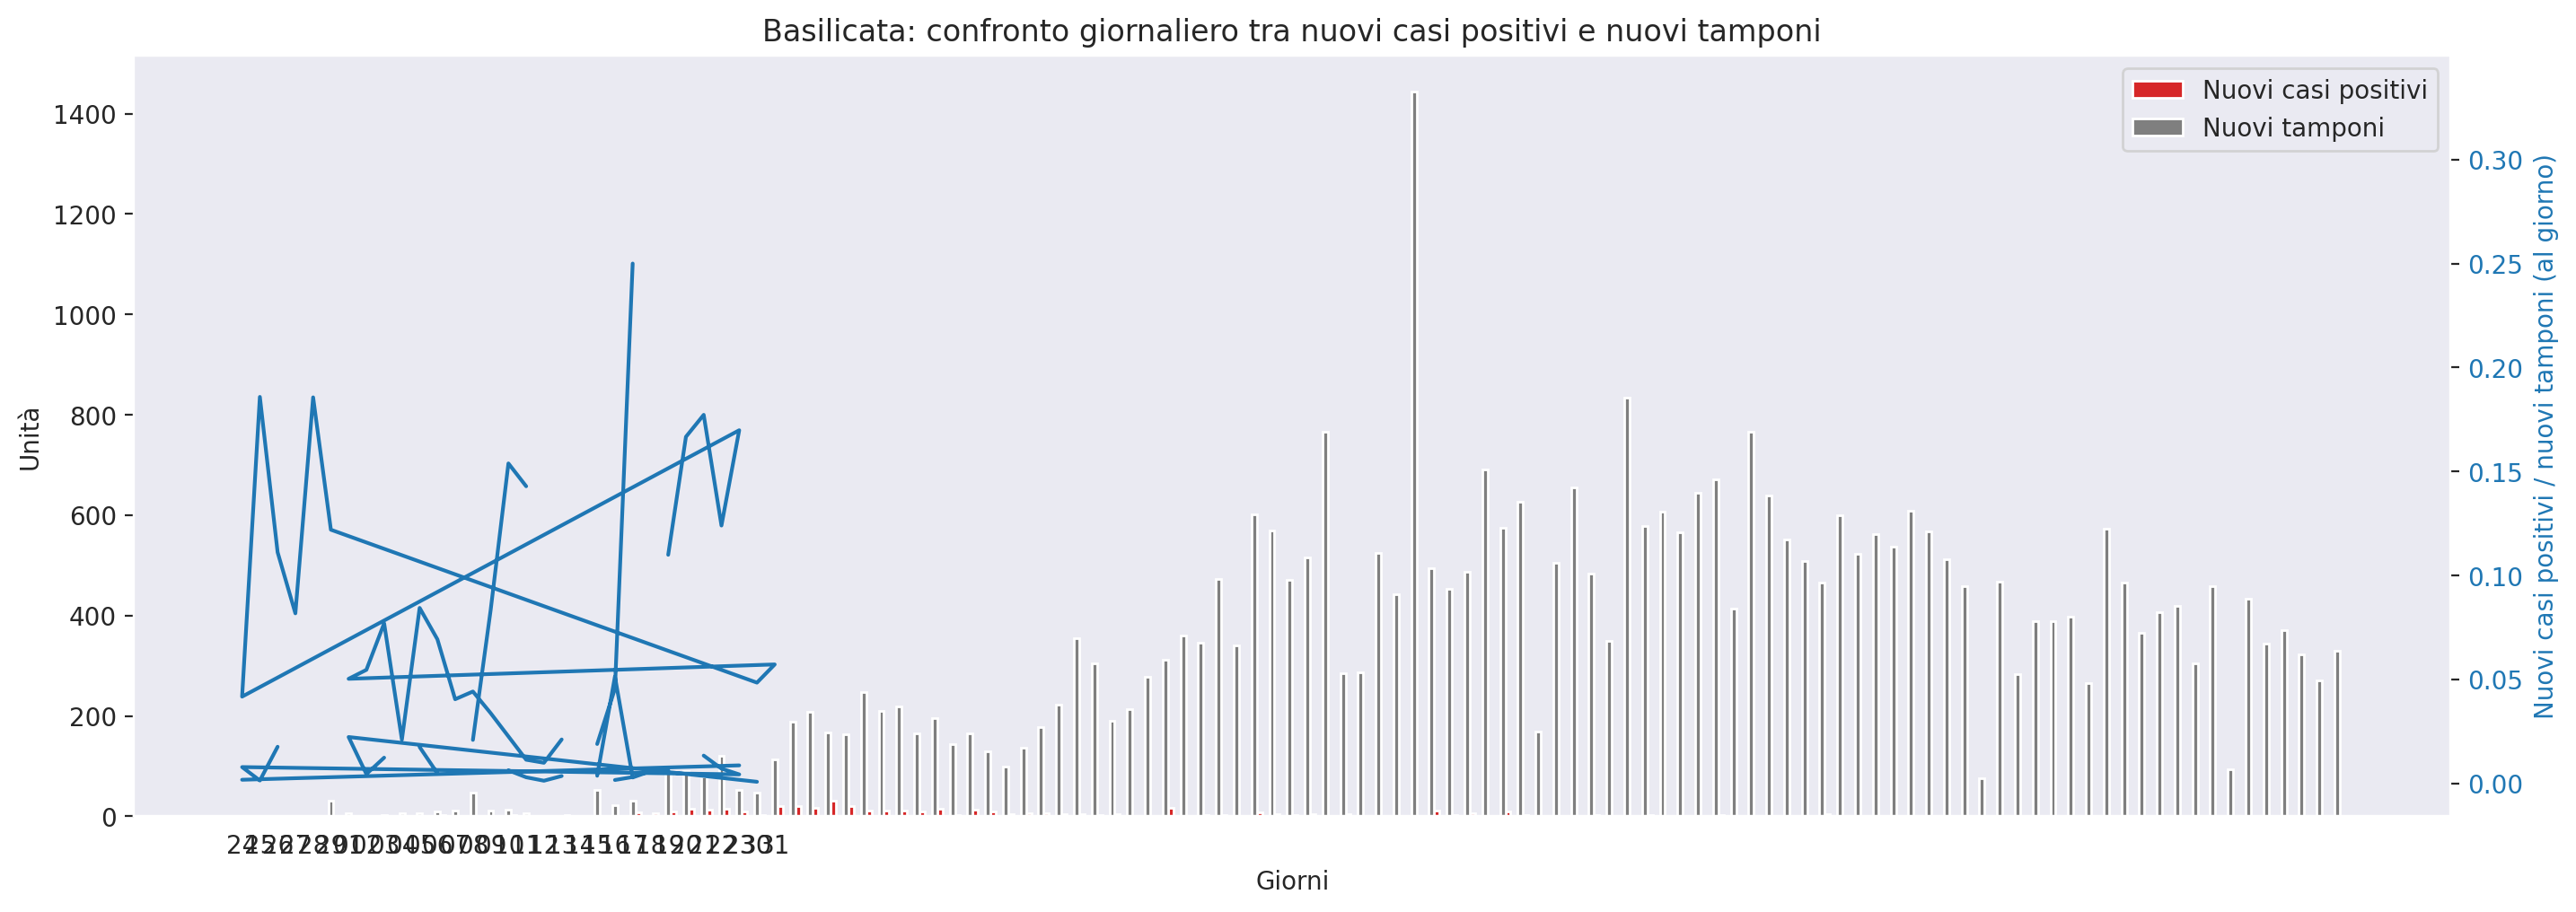 Basilicata: confronto giornaliero tra nuovi casi positivi e nuovi tamponi
Nuovi casi positivi
Nuovi tamponi
1400
1200
1000
800
600
400
200
0
Unità
0.30
0.25
0.20
0.15
0.10
0.05
0.00
Nuovi casi positivi / nuovi tamponi (al giorno)
Giorni